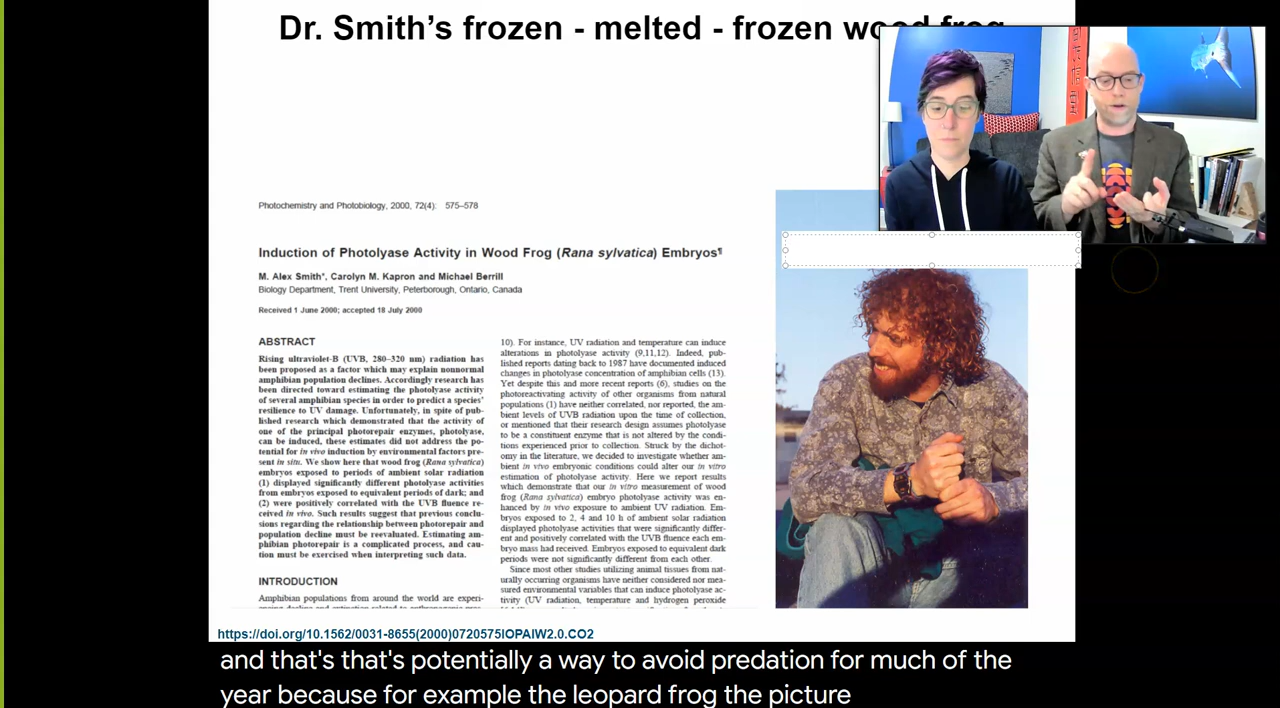 Dr. Smith's frozen - melted - frozen wood frog
Photochemistry and Photobiology, 2000, 72(4): 575–578
Induction of Photolyase Activity in Wood Frog (Rana sylvatica) Embryos¶
M. Alex Smith*, Carolyn M. Kapron and Michael Berrill
Biology Department, Trent University, Peterborough, Ontario, Canada
Received 1 June 2000; accepted 18 July 2000
ABSTRACT
Rising ultraviolet-B (UVB, 280–320 nm) radiation has
been proposed as a factor which may explain nonnormal
amphibian population declines. Accordingly research has
been directed toward estimating the photolyase activity
of several amphibian species in order to predict a species'
resilience to UV damage. Unfortunately, in spite of pub-
lished research which demonstrated that the activity of
one of the principal photorepair enzymes, photolyase,
can be induced, these estimates did not address the po-
tential for in vivo induction by environmental factors pre-
sent in situ. We show here that wood frog (Rana sylvatica)
embryos exposed to periods of ambient solar radiation
(1) displayed significantly different photolyase activities
from embryos exposed to equivalent periods of dark; and
(2) were positively correlated with the UVB fluence re-
ceived in vivo. Such results suggest that previous conclu-
sions regarding the relationship between photorepair and
population decline must be reevaluated. Estimating am-
phibian photorepair is a complicated process, and cau-
tion must be exercised when interpreting such data.
INTRODUCTION
Amphibian populations from around the world are experi-
10). For instance, UV radiation and temperature can induce
alterations in photolyase activity (9,11,12). Indeed, pub-
lished reports dating back to 1987 have documented induced
changes in photolyase concentration of amphibian cells (13).
Yet despite this and more recent reports (6), studies on the
photoreactivating activity of other organisms from natural
populations (1) have neither correlated, nor reported, the am-
bient levels of UVB radiation upon the time of collection,
or mentioned that their research design assumes photolyase
to be a constituent enzyme that is not altered by the condi-
tions experienced prior to collection. Struck by the dichot-
omy in the literature, we decided to investigate whether am-
bient in vivo embryonic conditions could alter our in vitro
estimation of photolyase activity. Here we report results
which demonstrate that our in vitro measurement of wood
frog (Rana sylvatica) embryo photolyase activity was en-
hanced by in vivo exposure to ambient UV radiation. Em-
bryos exposed to 2, 4 and 10 h of ambient solar radiation
displayed photolyase activities that were significantly differ-
ent and positively correlated with the UVB fluence each em-
bryo mass had received. Embryos exposed to equivalent dark
periods were not significantly different from each other.
Since most other studies utilizing animal tissues from nat-
urally occurring organisms have neither considered nor mea-
sured environmental variables that can induce photolyase ac-
tivity (UV radiation, temperature and hydrogen peroxide
https://doi.org/10.1562/0031-8655(2000)0720575IOPAIW2.0.CO2
and that's that's potentially a way to avoid predation for much of the
year because for example the leopard frog the picture